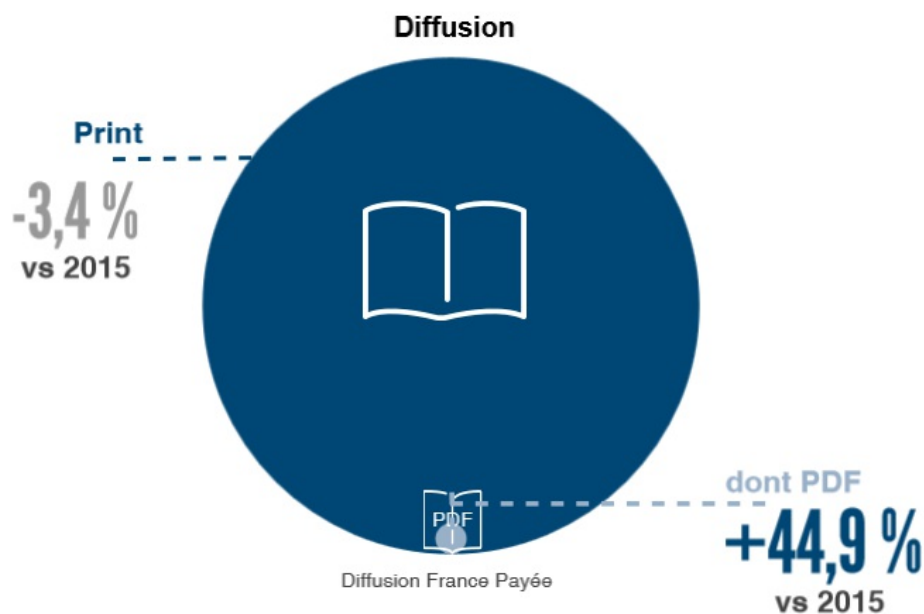 Diffusion
Print
-3,4 %
vs 2015
dont PDF
PDF
+44,9 %
Diffusion France Payée
vs 2015